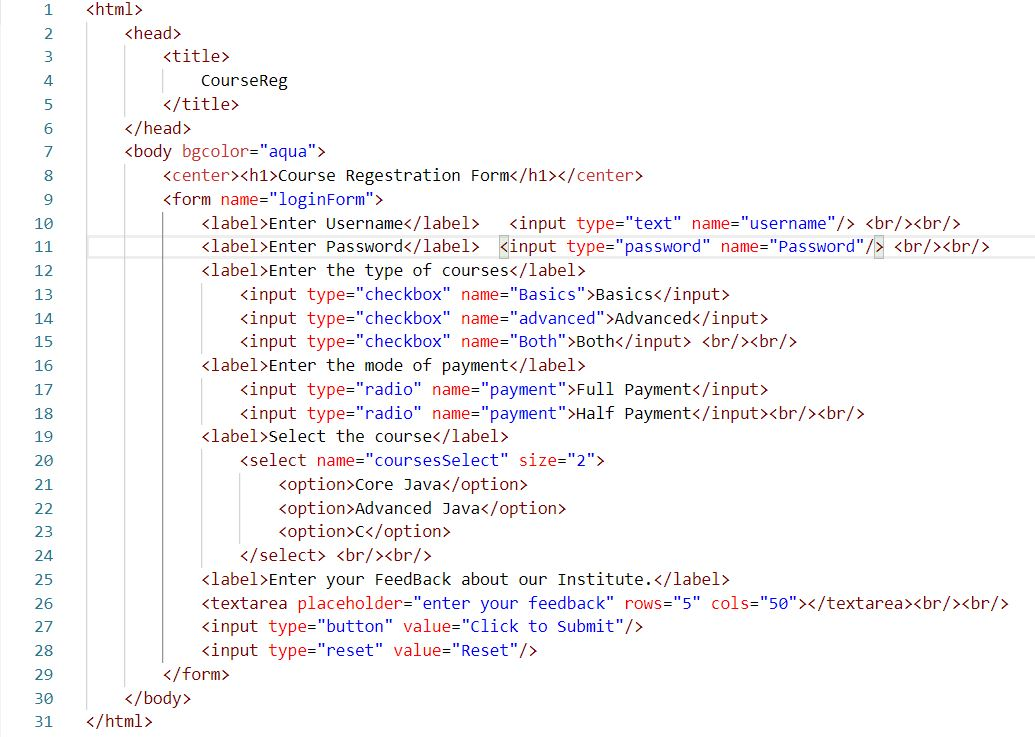 1 <html>
2 <head>
3 <title>
4 CourseReg
5 </title>
6 </head>
7 <body bgcolor="aqua">
8 <center><h1>Course Regestration Form</h1></center>
9 <form name="loginForm">
10 <label>Enter Username</label> <input type="text" name="username"/> <br/><br/>
11 <label>Enter Password</label> <input type="password" name="Password"/> <br/><br/>
12 <label>Enter the type of courses</label>
13 <input type="checkbox" name="Basics">Basics</input>
14 <input type="checkbox" name="advanced">Advanced</input>
15 <input type="checkbox" name="Both">Both</input> <br/><br/>
16 <label>Enter the mode of payment</label>
17 <input type="radio" name="payment">Full Payment</input>
18 <input type="radio" name="payment">Half Payment</input><br/><br/>
19 <label>Select the course</label>
20 <select name="coursesSelect" size="2">
21 <option>Core Java</option>
22 <option>Advanced Java</option>
23 <option>C</option>
24 </select> <br/><br/>
25 <label>Enter your FeedBack about our Institute.</label>
26 <textarea placeholder="enter your feedback" rows="5" cols="50"></textarea><br/><br/>
27 <input type="button" value="Click to Submit"/>
28 <input type="reset" value="Reset"/>
29 </form>
30 </body>
31 </html>